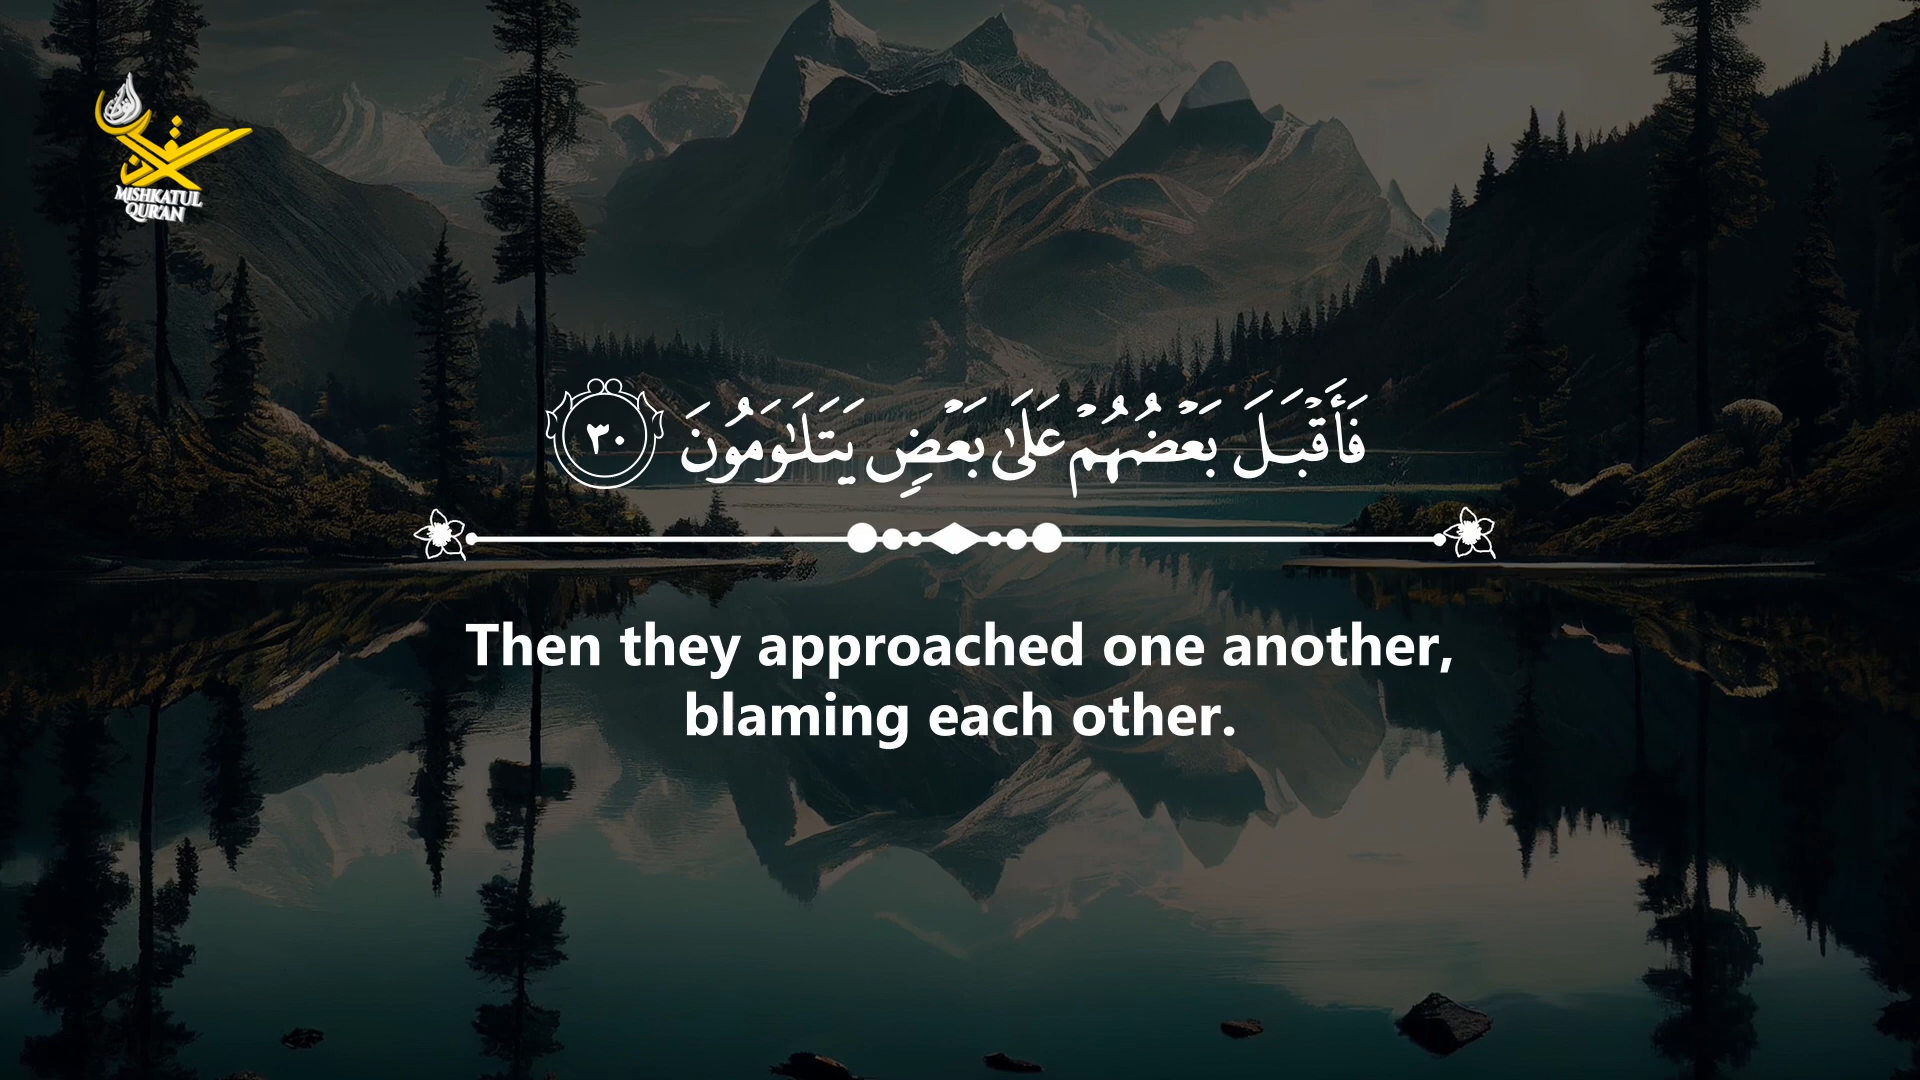 MISHKATUL
QUR'AN
فَأَقْبَلَ بَعْضُهُمْ عَلَىٰ بَعْضٍ يَتَلَـٰوَمُونَ ٣٠
Then they approached one another,
blaming each other.